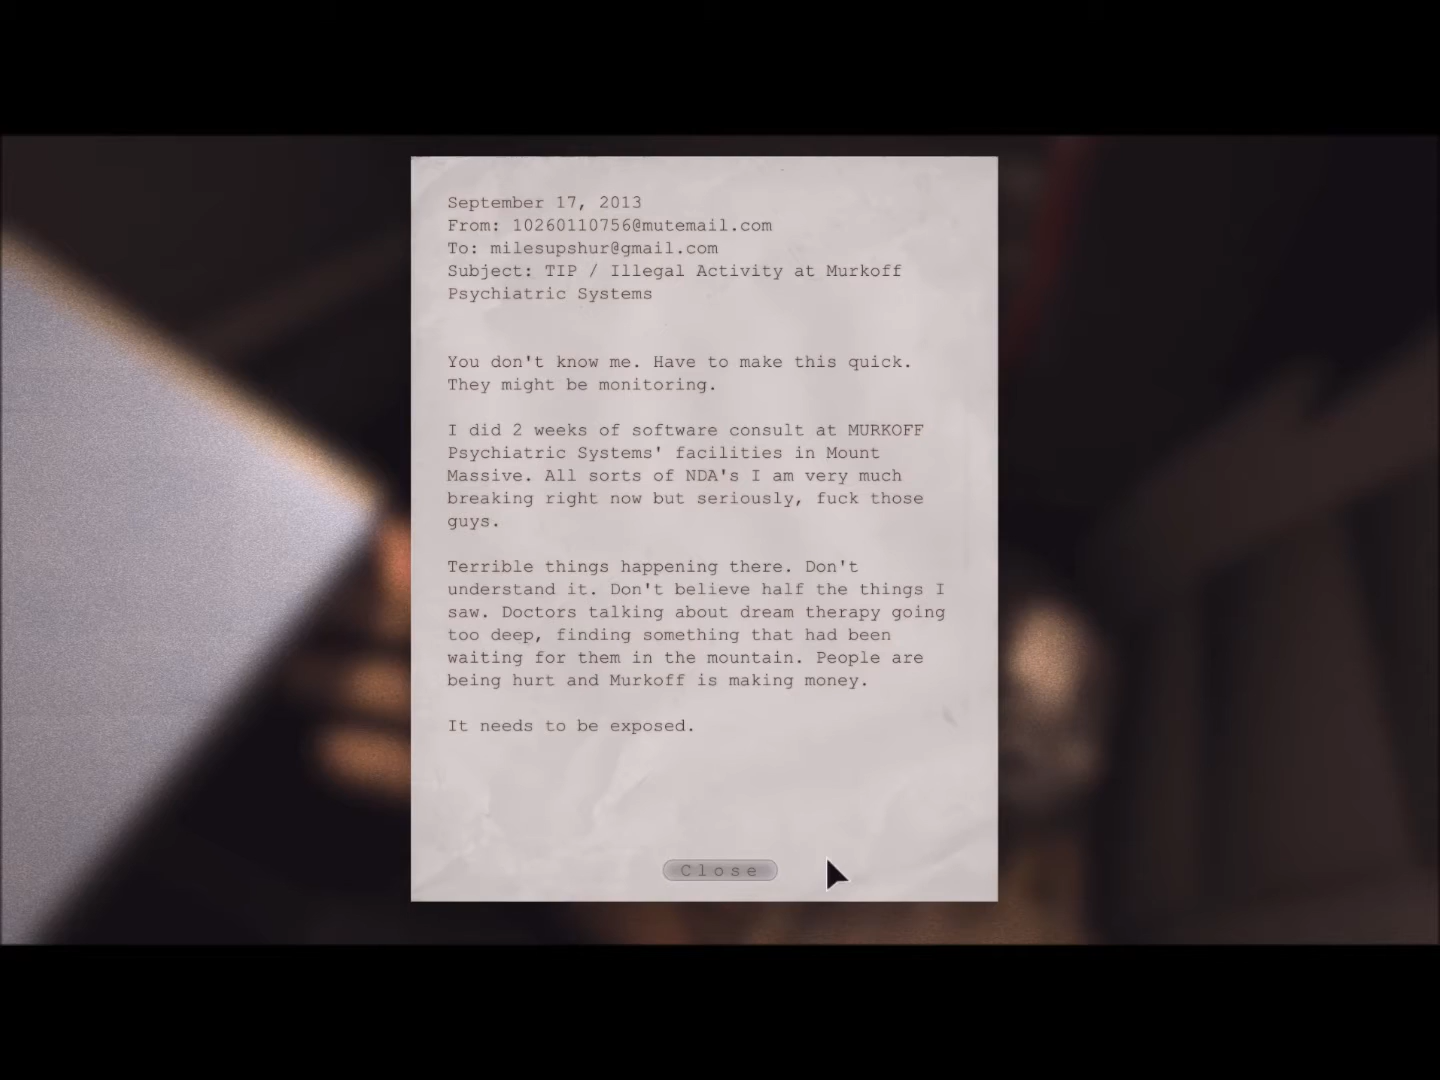 September 17, 2013
From: 10260110756@mutemail.com
To: milesupshur@gmail.com
Subject: TIP / Illegal Activity at Murkoff
Psychiatric Systems
You don't know me. Have to make this quick.
They might be monitoring.
I did 2 weeks of software consult at MURKOFF
Psychiatric Systems' facilities in Mount
Massive. All sorts of NDA's I am very much
breaking right now but seriously, fuck those
guys.
Terrible things happening there. Don't
understand it. Don't believe half the things I
saw. Doctors talking about dream therapy going
too deep, finding something that had been
waiting for them in the mountain. People are
being hurt and Murkoff is making money.
It needs to be exposed.
Close